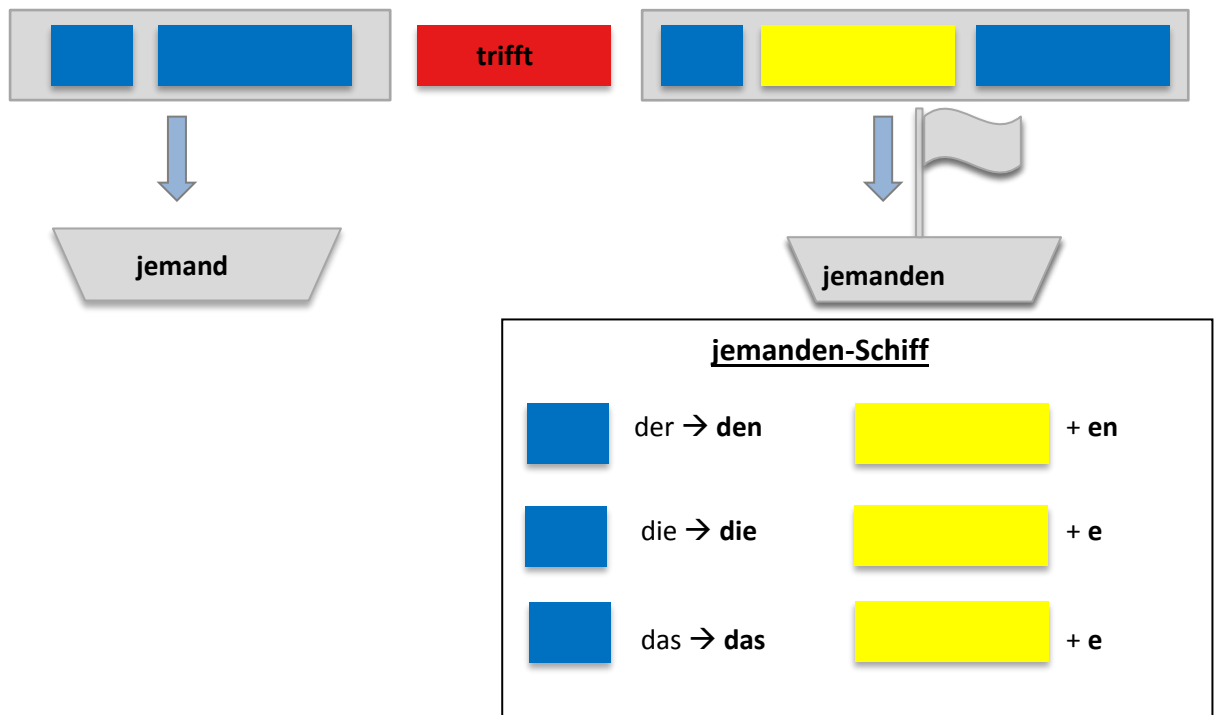 trifft
jemand
jemanden
jemanden-Schiff
der → den + en
die → die + e
das → das + e